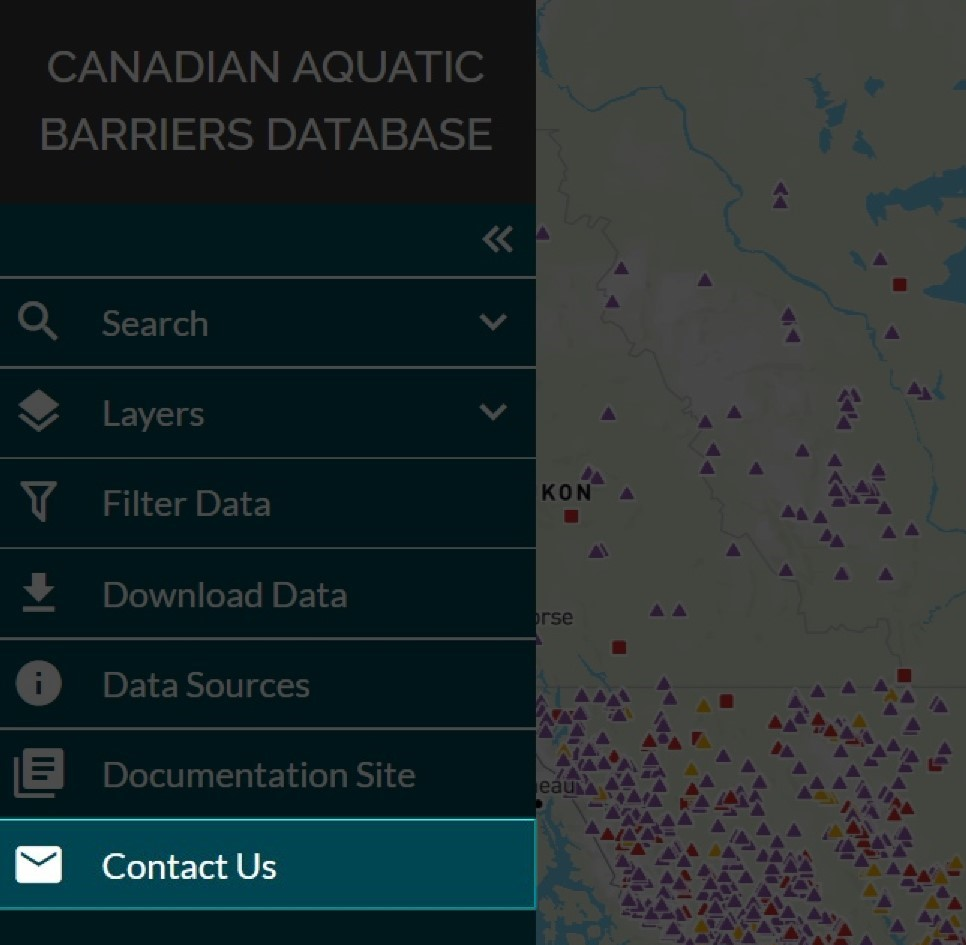 CANADIAN AQUATIC
BARRIERS DATABASE
Search
Layers
Filter Data
Download Data
Data Sources
Documentation Site
Contact Us
KON
orse
eau